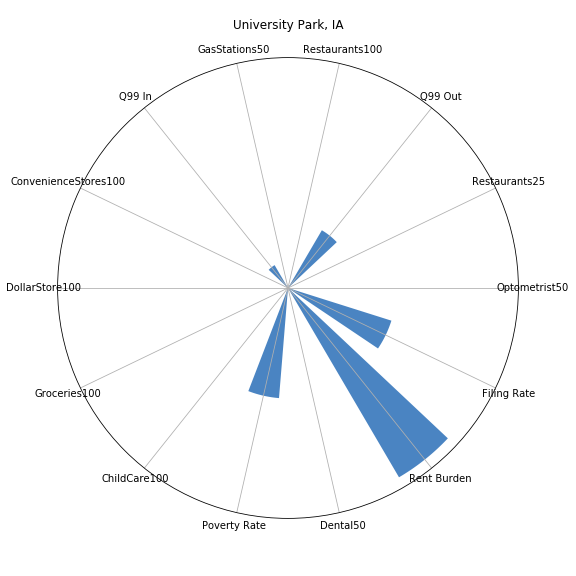 University Park, IA
GasStations50
Restaurants100
Q99 In
Q99 Out
ConvenienceStores100
Restaurants25
DollarStore100
Optometrist50
Groceries100
Filing Rate
ChildCare100
Rent Burden
Poverty Rate
Dental50